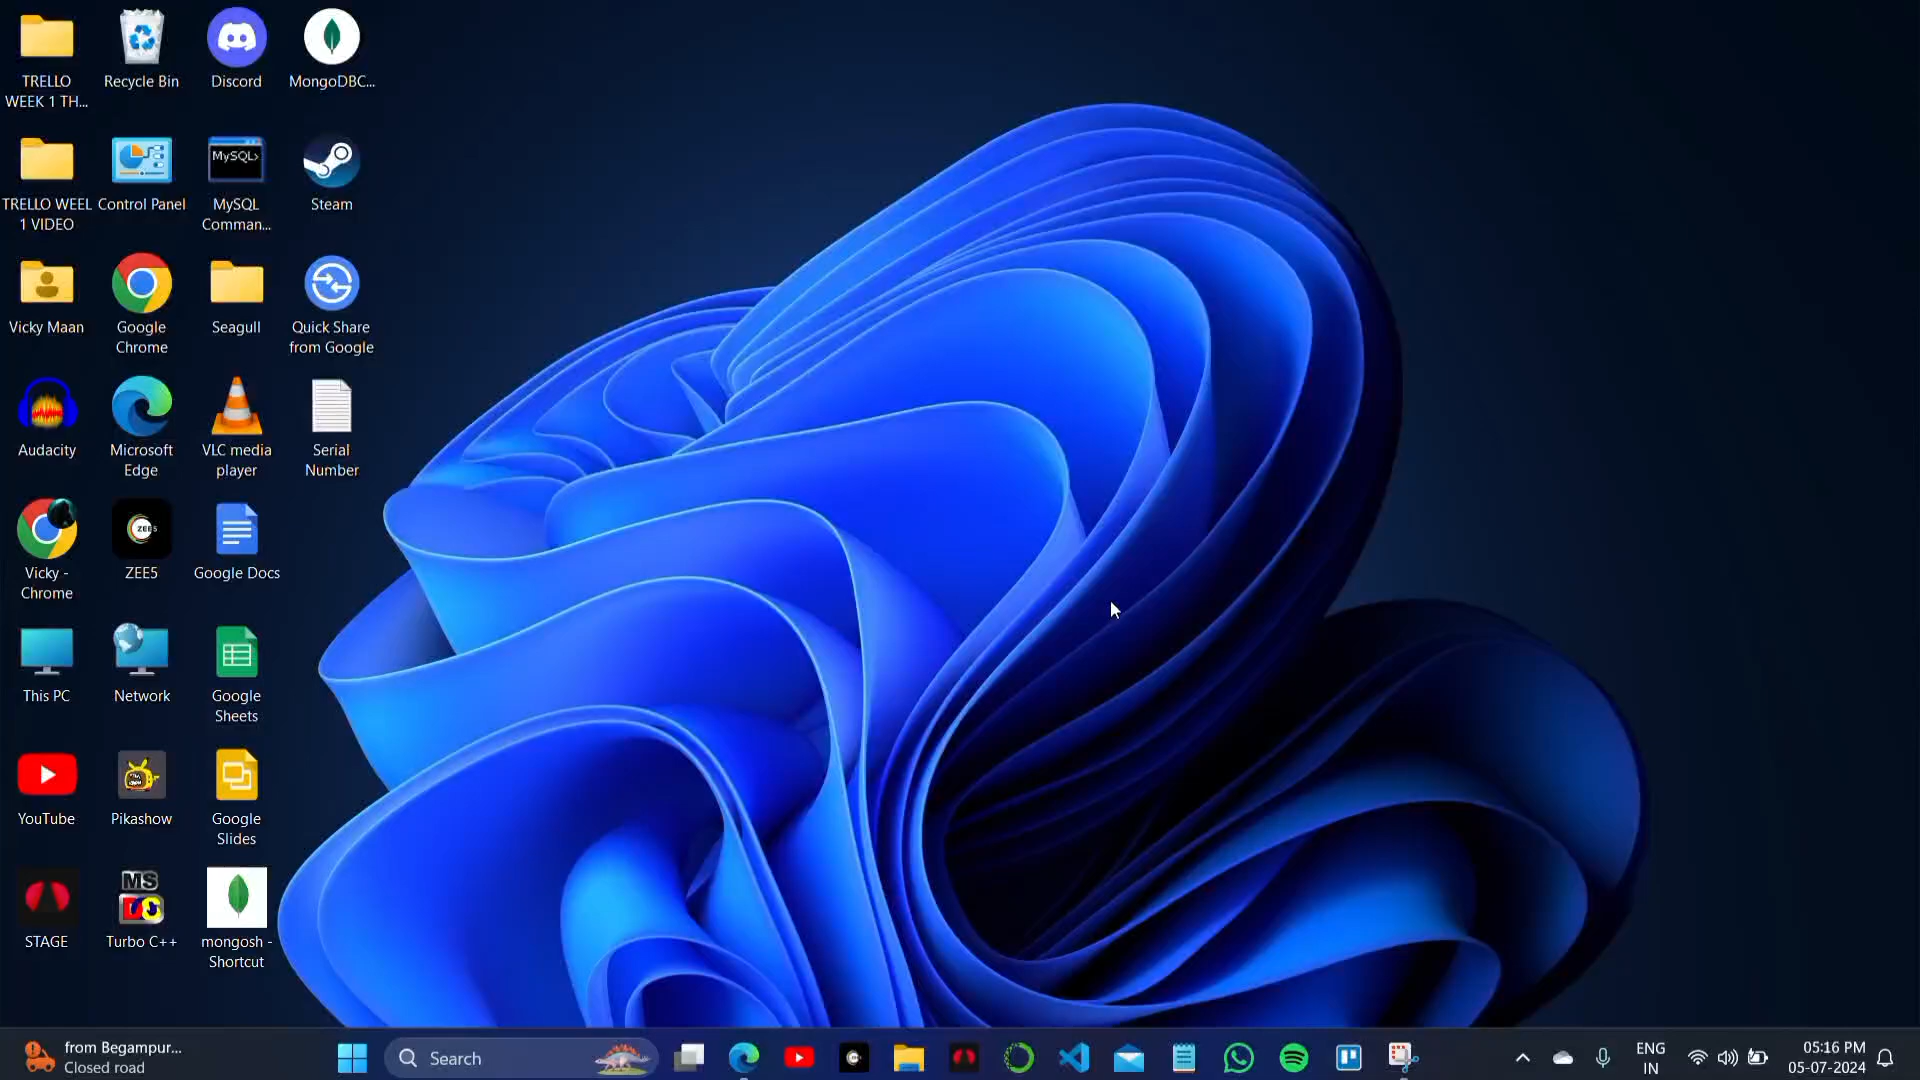 TRELLO
WEEK 1 TH...
Recycle Bin
Discord
MongoDBC...
TRELLO WEEL
1 VIDEO
Control Panel
MySQL>
MySQL
Comman...
Steam
Vicky Maan
Google
Chrome
Seagull
Quick Share
from Google
Audacity
Microsoft
Edge
VLC media
player
Serial
Number
Vicky -
Chrome
ZEE5
ZEE5
Google Docs
This PC
Network
Google
Sheets
YouTube
Pikashow
Google
Slides
STAGE
MS
Turbo C++
mongosh -
Shortcut
from Begampur...
Closed road
Search
ENG
IN
05:16 PM
05-07-2024